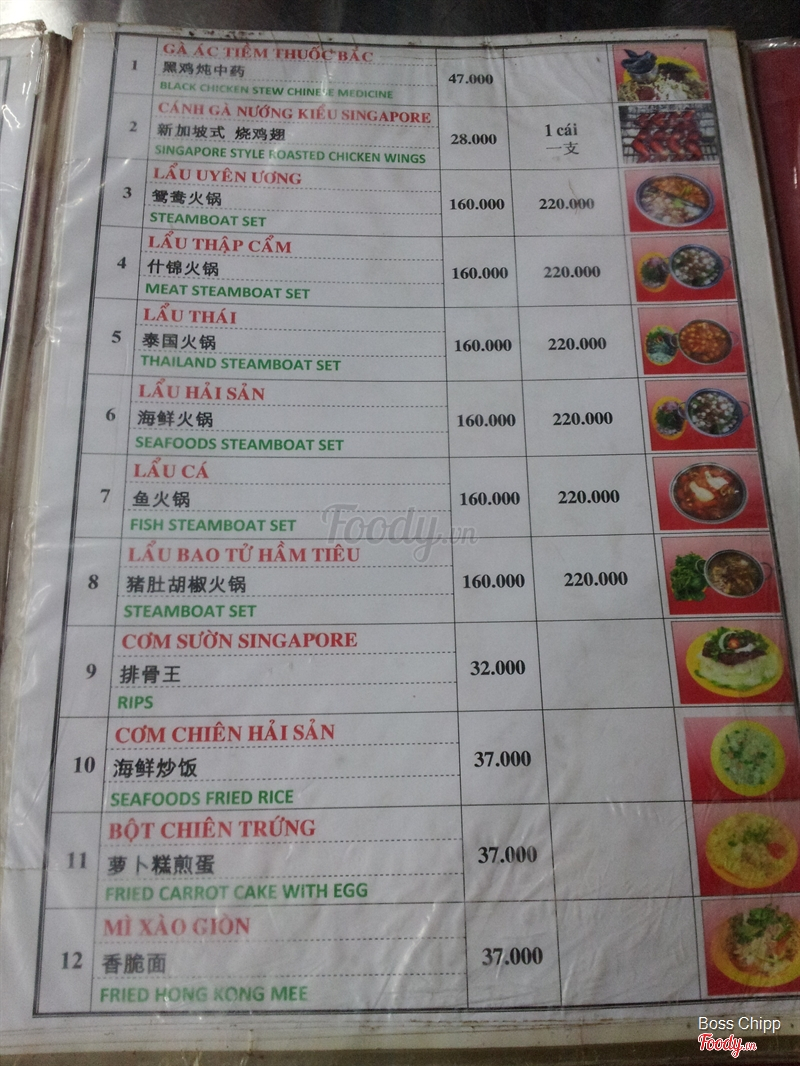 1
GÀ ÁC TIỀM THUỐC BẮC
黑鸡炖中药
BLACK CHICKEN STEW CHINESE MEDICINE
47.000
2
CÁNH GÀ NƯỚNG KIỂU SINGAPORE
新加坡式 烧鸡翅
SINGAPORE STYLE ROASTED CHICKEN WINGS
28.000
1 cái
一支
3
LẨU UYÊN ƯƠNG
鸳鸯火锅
STEAMBOAT SET
160.000
220.000
4
LẨU THẬP CẨM
什锦火锅
MEAT STEAMBOAT SET
160.000
220.000
5
LẨU THÁI
泰国火锅
THAILAND STEAMBOAT SET
160.000
220.000
6
LẨU HẢI SẢN
海鲜火锅
SEAFOODS STEAMBOAT SET
160.000
220.000
7
LẨU CÁ
鱼火锅
FISH STEAMBOAT SET
160.000
220.000
8
LẨU BAO TỬ HẦM TIÊU
猪肚胡椒火锅
STEAMBOAT SET
160.000
220.000
9
CƠM SƯỜN SINGAPORE
排骨王
RIPS
32.000
10
CƠM CHIÊN HẢI SẢN
海鲜炒饭
SEAFOODS FRIED RICE
37.000
11
BỘT CHIÊN TRỨNG
萝卜糕煎蛋
FRIED CARROT CAKE WITH EGG
37.000
12
MÌ XÀO GIÒN
香脆面
FRIED HONG KONG MEE
37.000
Foody.vn
Boss Chipp
Foody.vn